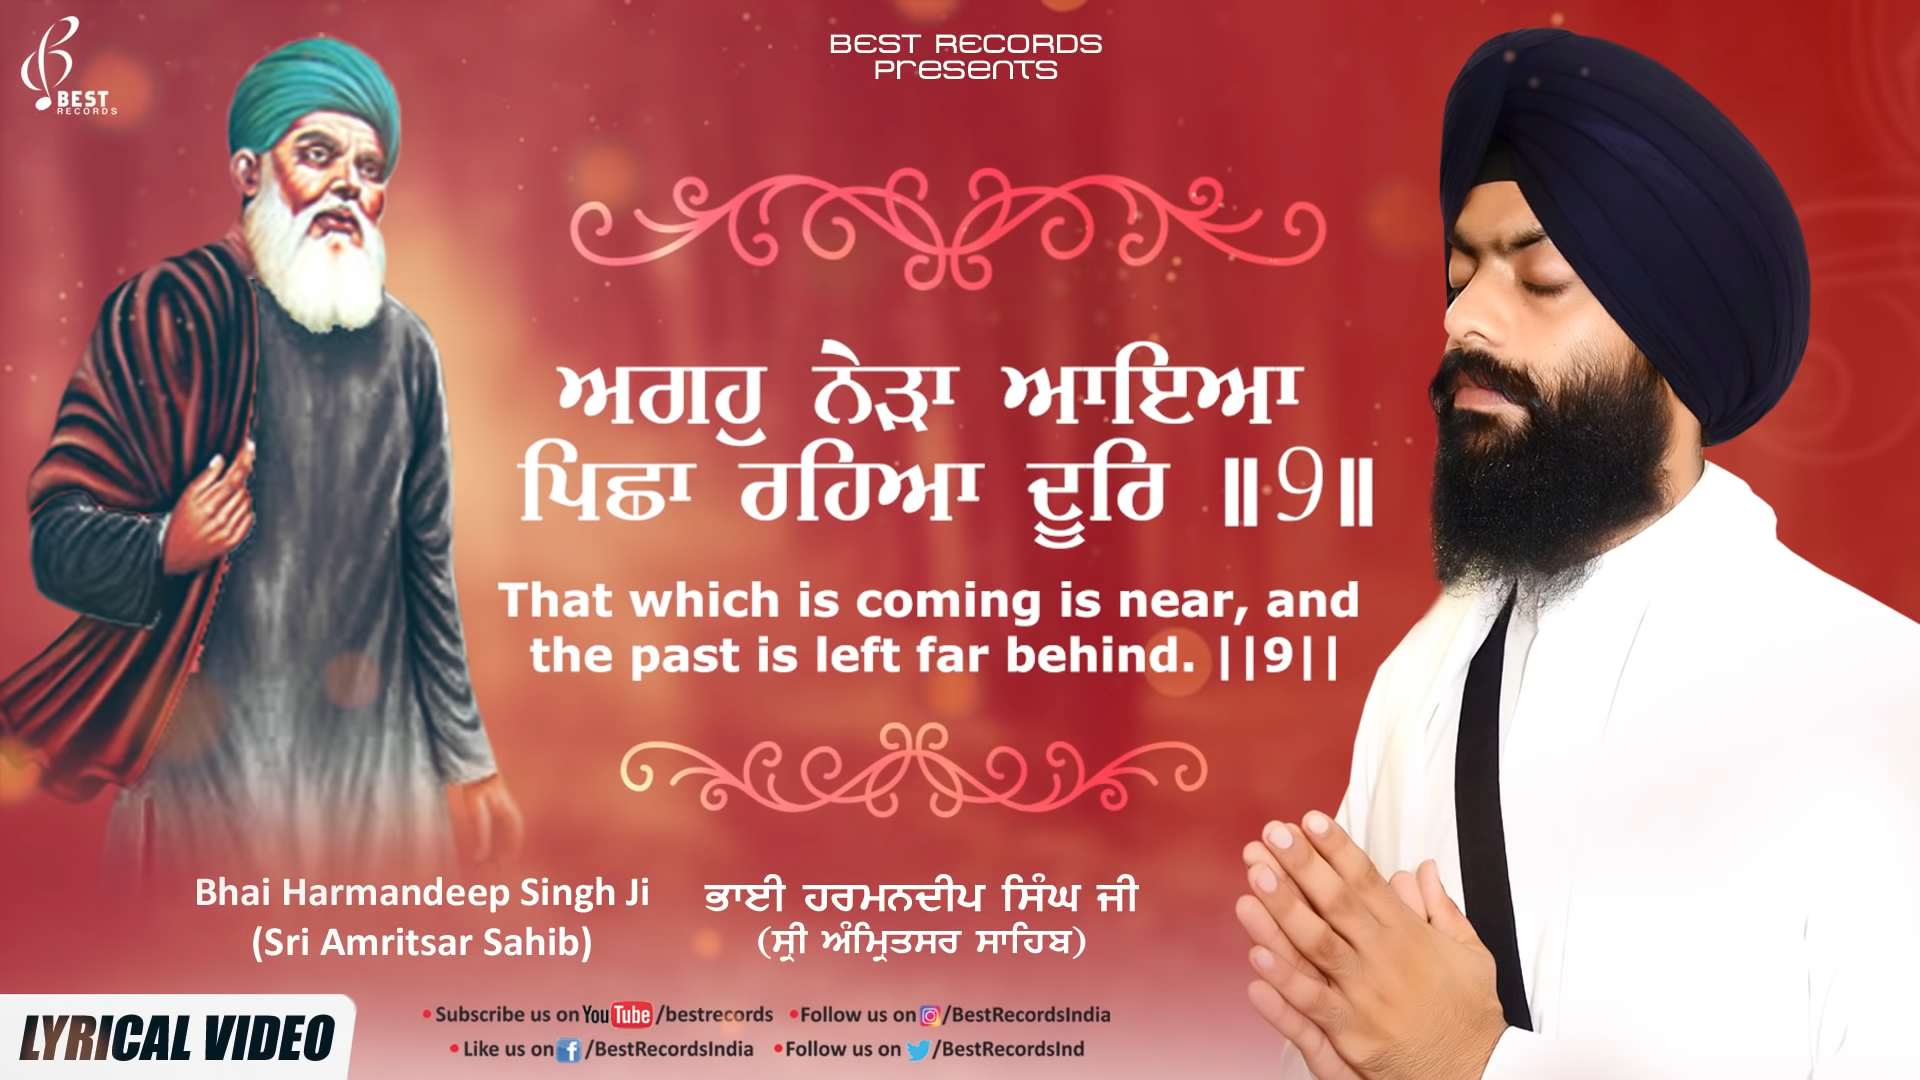 BEST
RECORDS
BEST RECORDS
Presents
ਅਗਹੁ ਨੇੜਾ ਆਇਆ
ਪਿਛਾ ਰਹਿਆ ਦੂਰਿ ॥9॥
That which is coming is near, and
the past is left far behind. ||9||
Bhai Harmandeep Singh Ji
(Sri Amritsar Sahib)
ਭਾਈ ਹਰਮਨਦੀਪ ਸਿੰਘ ਜੀ
(ਸ੍ਰੀ ਅੰਮ੍ਰਿਤਸਰ ਸਾਹਿਬ)
LYRICAL VIDEO
• Subscribe us on YouTube /bestrecords • Follow us on /BestRecordsIndia
• Like us on f /BestRecordsIndia • Follow us on /BestRecordsInd